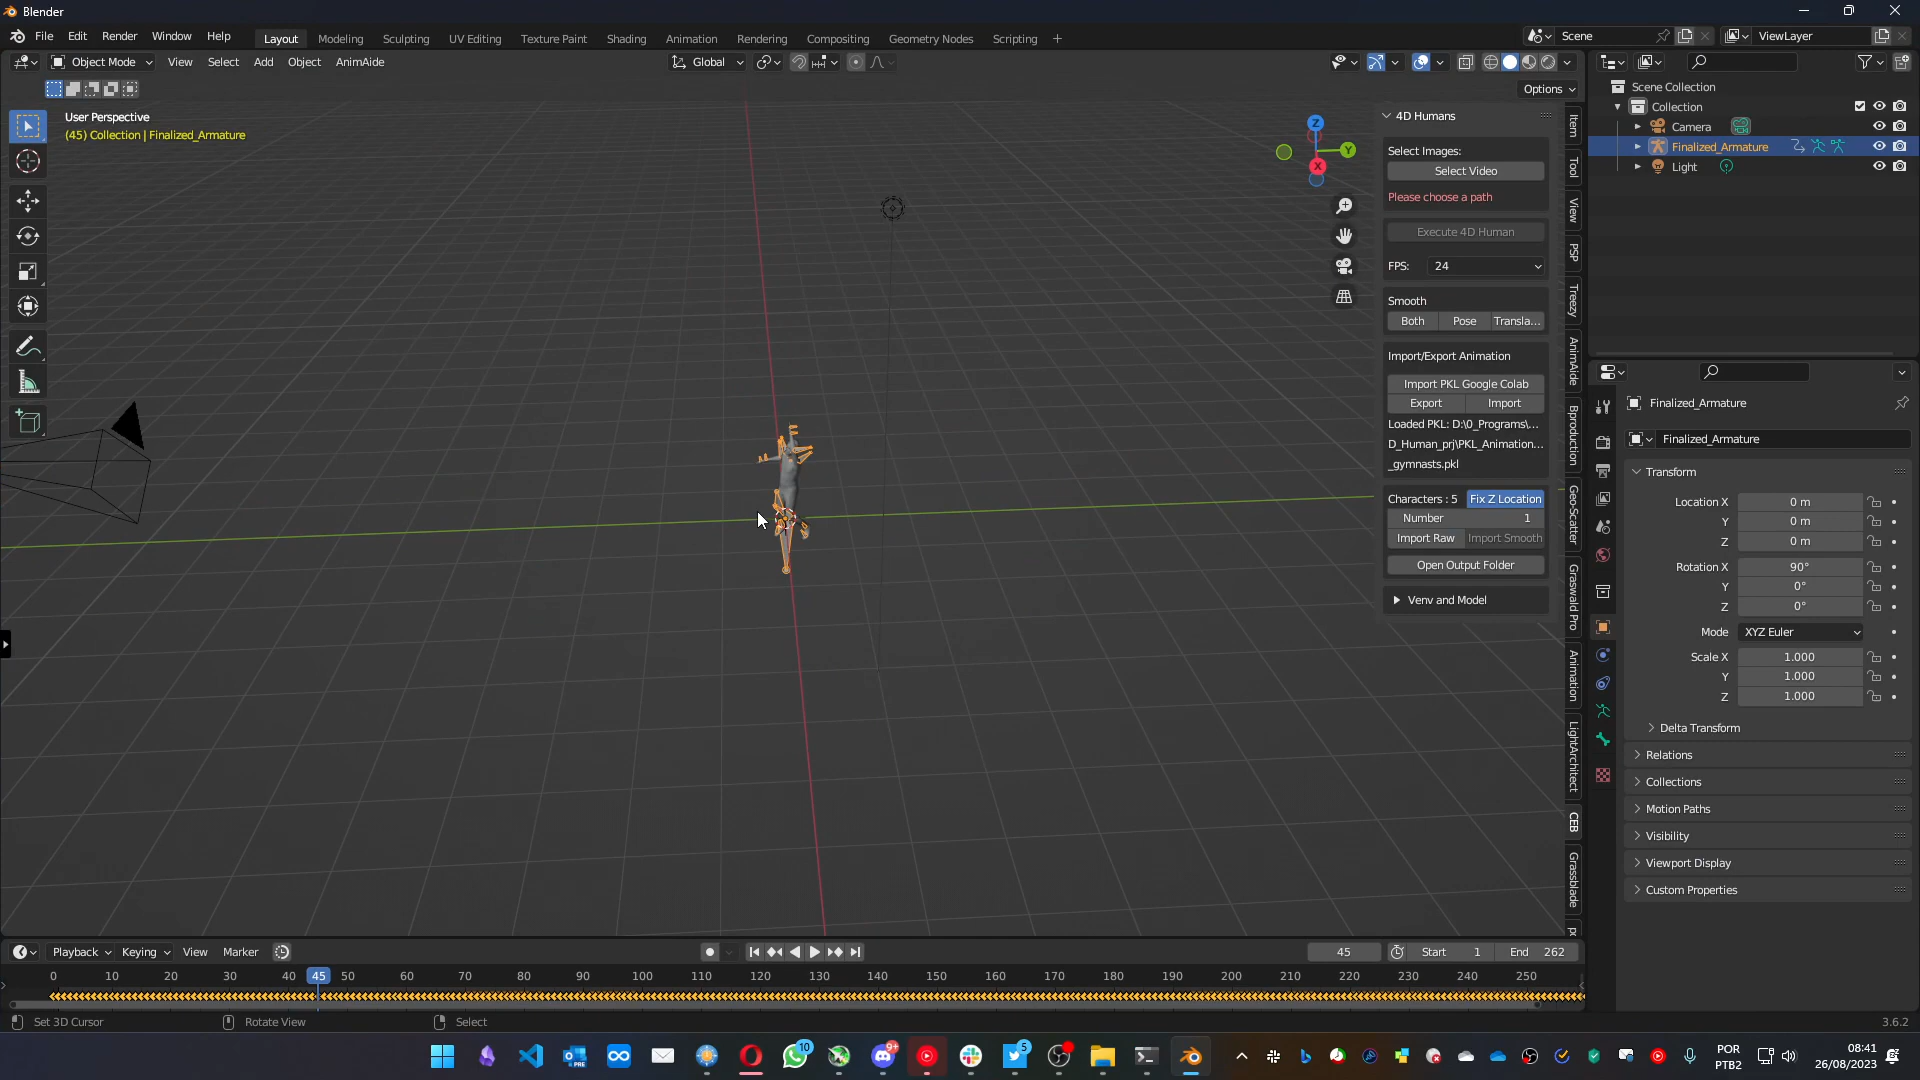 Blender
File Edit Render Window Help
Layout Modeling Sculpting UV Editing Texture Paint Shading Animation Rendering Compositing Geometry Nodes Scripting +
Scene
ViewLayer
Object Mode View Select Add Object AnimAide
Global
Options
User Perspective
(45) Collection | Finalized_Armature
Z
Y
X
4D Humans
Select Images:
Select Video
Please choose a path
Execute 4D Human
FPS: 24
Smooth
Both Pose Transla...
Import/Export Animation
Import PKL Google Colab
Export Import
Loaded PKL: D:\0_Programs\...
D_Human_prj\PKL_Animation...
_gymnasts.pkl
Characters : 5 Fix Z Location
Number 1
Import Raw Import Smooth
Open Output Folder
Venv and Model
Item
Tool
View
PSP
Treezy
AnimAide
Bproduction
Geo-Scatter
Graswald Pro
Animation
LightArchitect
CEB
Grassblade
Scene Collection
Collection
Camera
Finalized_Armature
Light
Finalized_Armature
Finalized_Armature
Transform
Location X 0 m
Y 0 m
Z 0 m
Rotation X 90°
Y 0°
Z 0°
Mode XYZ Euler
Scale X 1.000
Y 1.000
Z 1.000
Delta Transform
Relations
Collections
Motion Paths
Visibility
Viewport Display
Custom Properties
Playback Keying View Marker
45 Start 1 End 262
0 10 20 30 40 45 50 60 70 80 90 100 110 120 130 140 150 160 170 180 190 200 210 220 230 240 250
Set 3D Cursor Rotate View Select
3.6.2
PRE
10
9+
5
POR
PTB2
08:41
26/08/2023